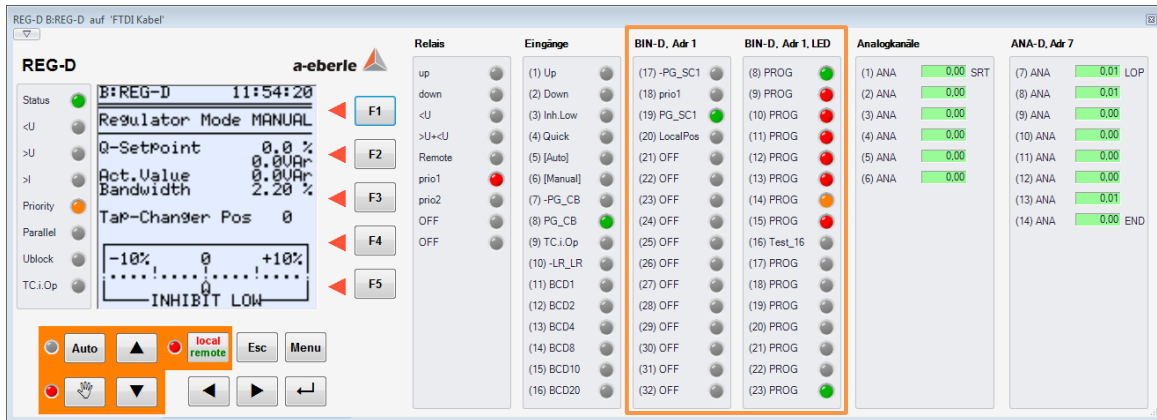 REG-D B:REG-D auf 'FTDI Kabel'
REG-D
a-eberle
Status
<U
>U
>I
Priority
Parallel
Ublock
TC.i.Op
B:REG-D 11:54:20
Regulator Mode MANUAL
Q-Setpoint 0.0 %
0.0VAr
Act.Value 0.0VAr
Bandwidth 2.20 %
Tap-Changer Pos 0
-10% 0 +10%
INHIBIT LOW
F1
F2
F3
F4
F5
Auto
local
remote
Esc
Menu
Relais
up
down
<U
>U+<U
Remote
prio1
prio2
OFF
OFF
Eingänge
(1) Up
(2) Down
(3) Inh.Low
(4) Quick
(5) [Auto]
(6) [Manual]
(7) -PG_CB
(8) PG_CB
(9) TC.i.Op
(10) -LR_LR
(11) BCD1
(12) BCD2
(13) BCD4
(14) BCD8
(15) BCD10
(16) BCD20
BIN-D, Adr 1
(17) -PG_SC1
(18) prio1
(19) PG_SC1
(20) LocalPos
(21) OFF
(22) OFF
(23) OFF
(24) OFF
(25) OFF
(26) OFF
(27) OFF
(28) OFF
(29) OFF
(30) OFF
(31) OFF
(32) OFF
BIN-D, Adr 1, LED
(8) PROG
(9) PROG
(10) PROG
(11) PROG
(12) PROG
(13) PROG
(14) PROG
(15) PROG
(16) Test_16
(17) PROG
(18) PROG
(19) PROG
(20) PROG
(21) PROG
(22) PROG
(23) PROG
Analogkanäle
(1) ANA 0,00 SRT
(2) ANA 0,00
(3) ANA 0,00
(4) ANA 0,00
(5) ANA 0,00
(6) ANA 0,00
ANA-D, Adr 7
(7) ANA 0,01 LOP
(8) ANA 0,01
(9) ANA 0,00
(10) ANA 0,00
(11) ANA 0,00
(12) ANA 0,00
(13) ANA 0,01
(14) ANA 0,00 END